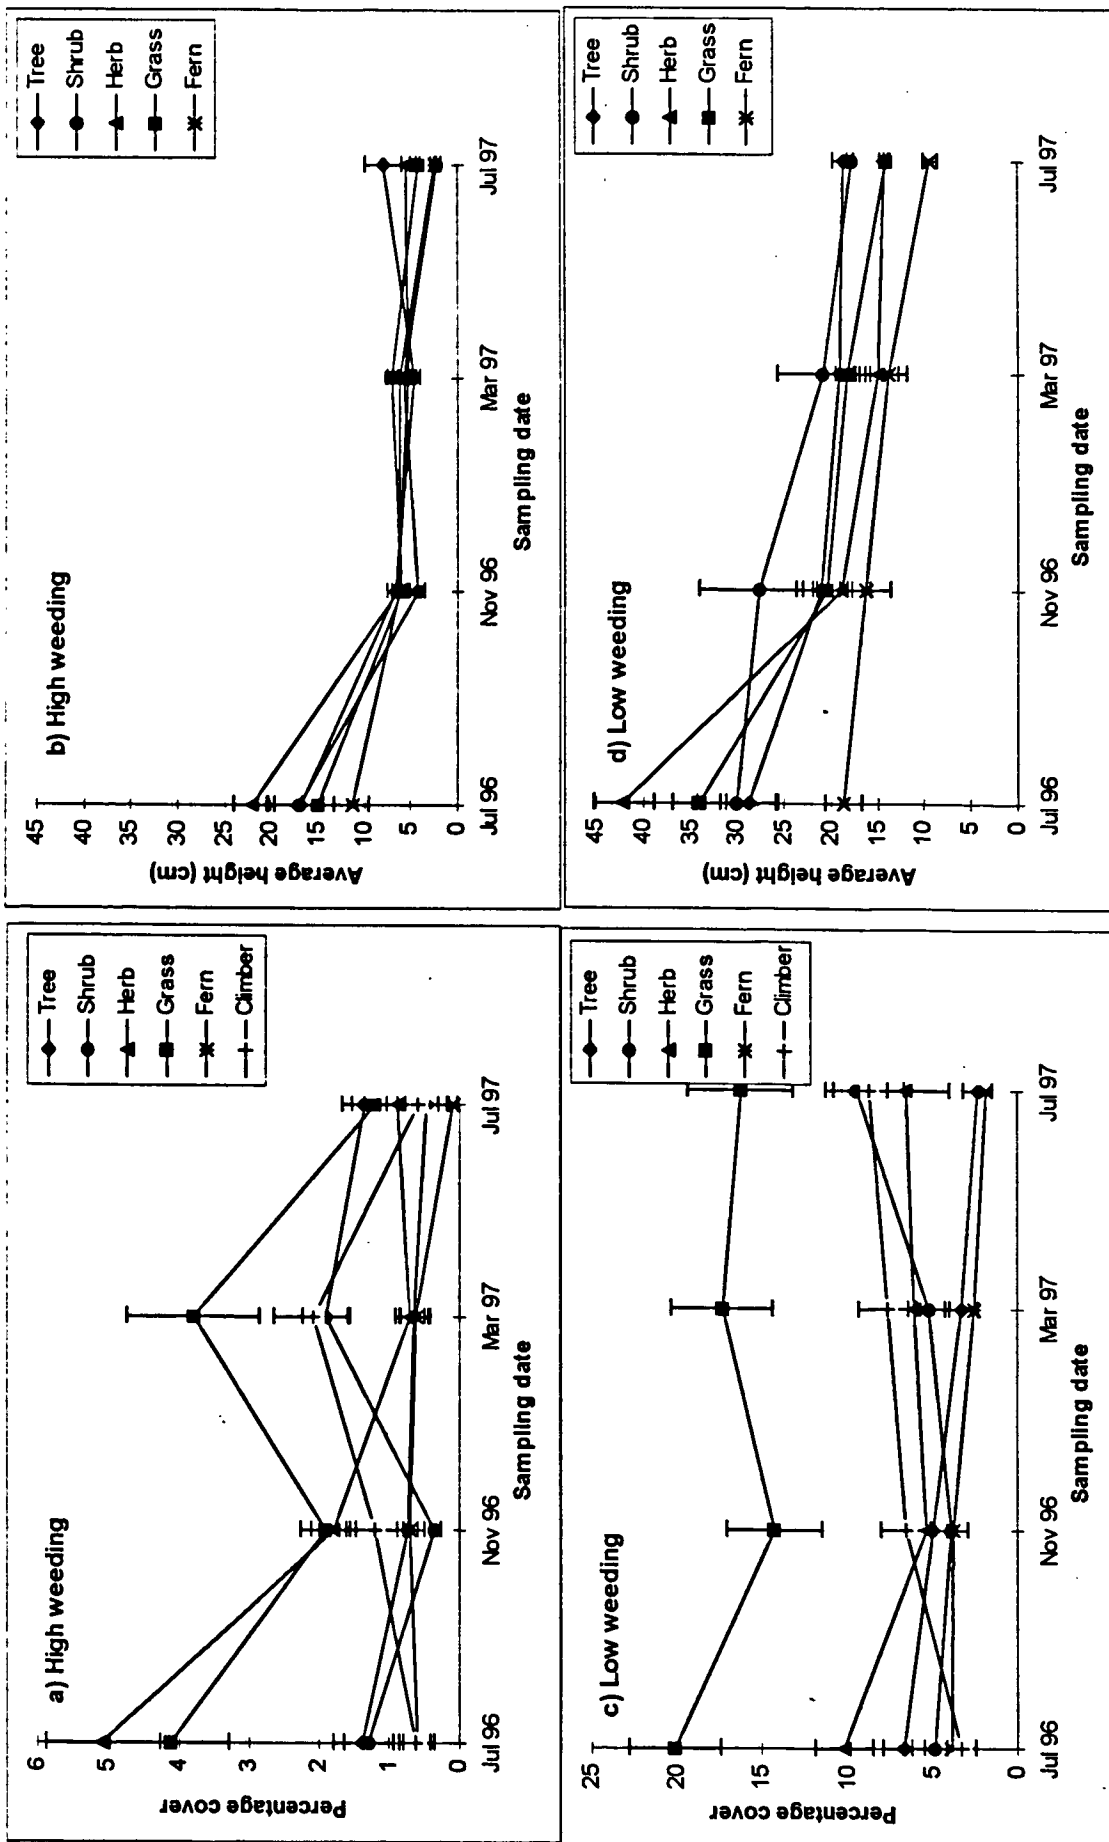 a) High weeding
Percentage cover
6
5
4
3
2
1
0
Jul 96
Nov 96
Mar 97
Jul 97
Sampling date
Tree
Shrub
Herb
Grass
Fern
Climber
b) High weeding
Average height (cm)
45
40
35
30
25
20
15
10
5
0
Jul 96
Nov 96
Mar 97
Jul 97
Sampling date
Tree
Shrub
Herb
Grass
Fern
c) Low weeding
Percentage cover
25
20
15
10
5
0
Jul 96
Nov 96
Mar 97
Jul 97
Sampling date
Tree
Shrub
Herb
Grass
Fern
Climber
d) Low weeding
Average height (cm)
45
40
35
30
25
20
15
10
5
0
Jul 96
Nov 96
Mar 97
Jul 97
Sampling date
Tree
Shrub
Herb
Grass
Fern